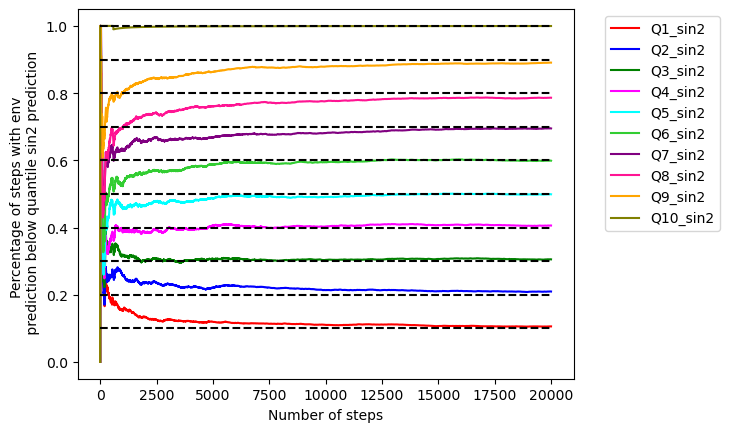 Percentage of steps with env
prediction below quantile sin2 prediction
1.0
0.8
0.6
0.4
0.2
0.0
0
2500
5000
7500
10000
12500
15000
17500
20000
Number of steps
Q1_sin2
Q2_sin2
Q3_sin2
Q4_sin2
Q5_sin2
Q6_sin2
Q7_sin2
Q8_sin2
Q9_sin2
Q10_sin2